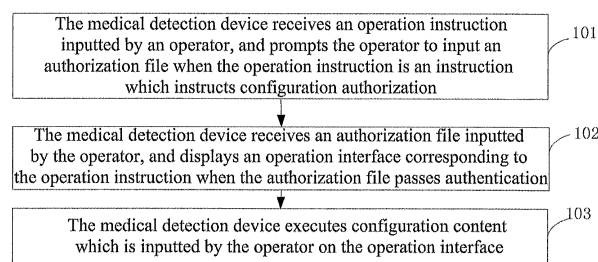 The medical detection device receives an operation instruction
inputted by an operator, and prompts the operator to input an
authorization file when the operation instruction is an instruction
which instructs configuration authorization
101
The medical detection device receives an authorization file inputted
by the operator, and displays an operation interface corresponding to
the operation instruction when the authorization file passes authentication
102
The medical detection device executes configuration content
which is inputted by the operator on the operation interface
103